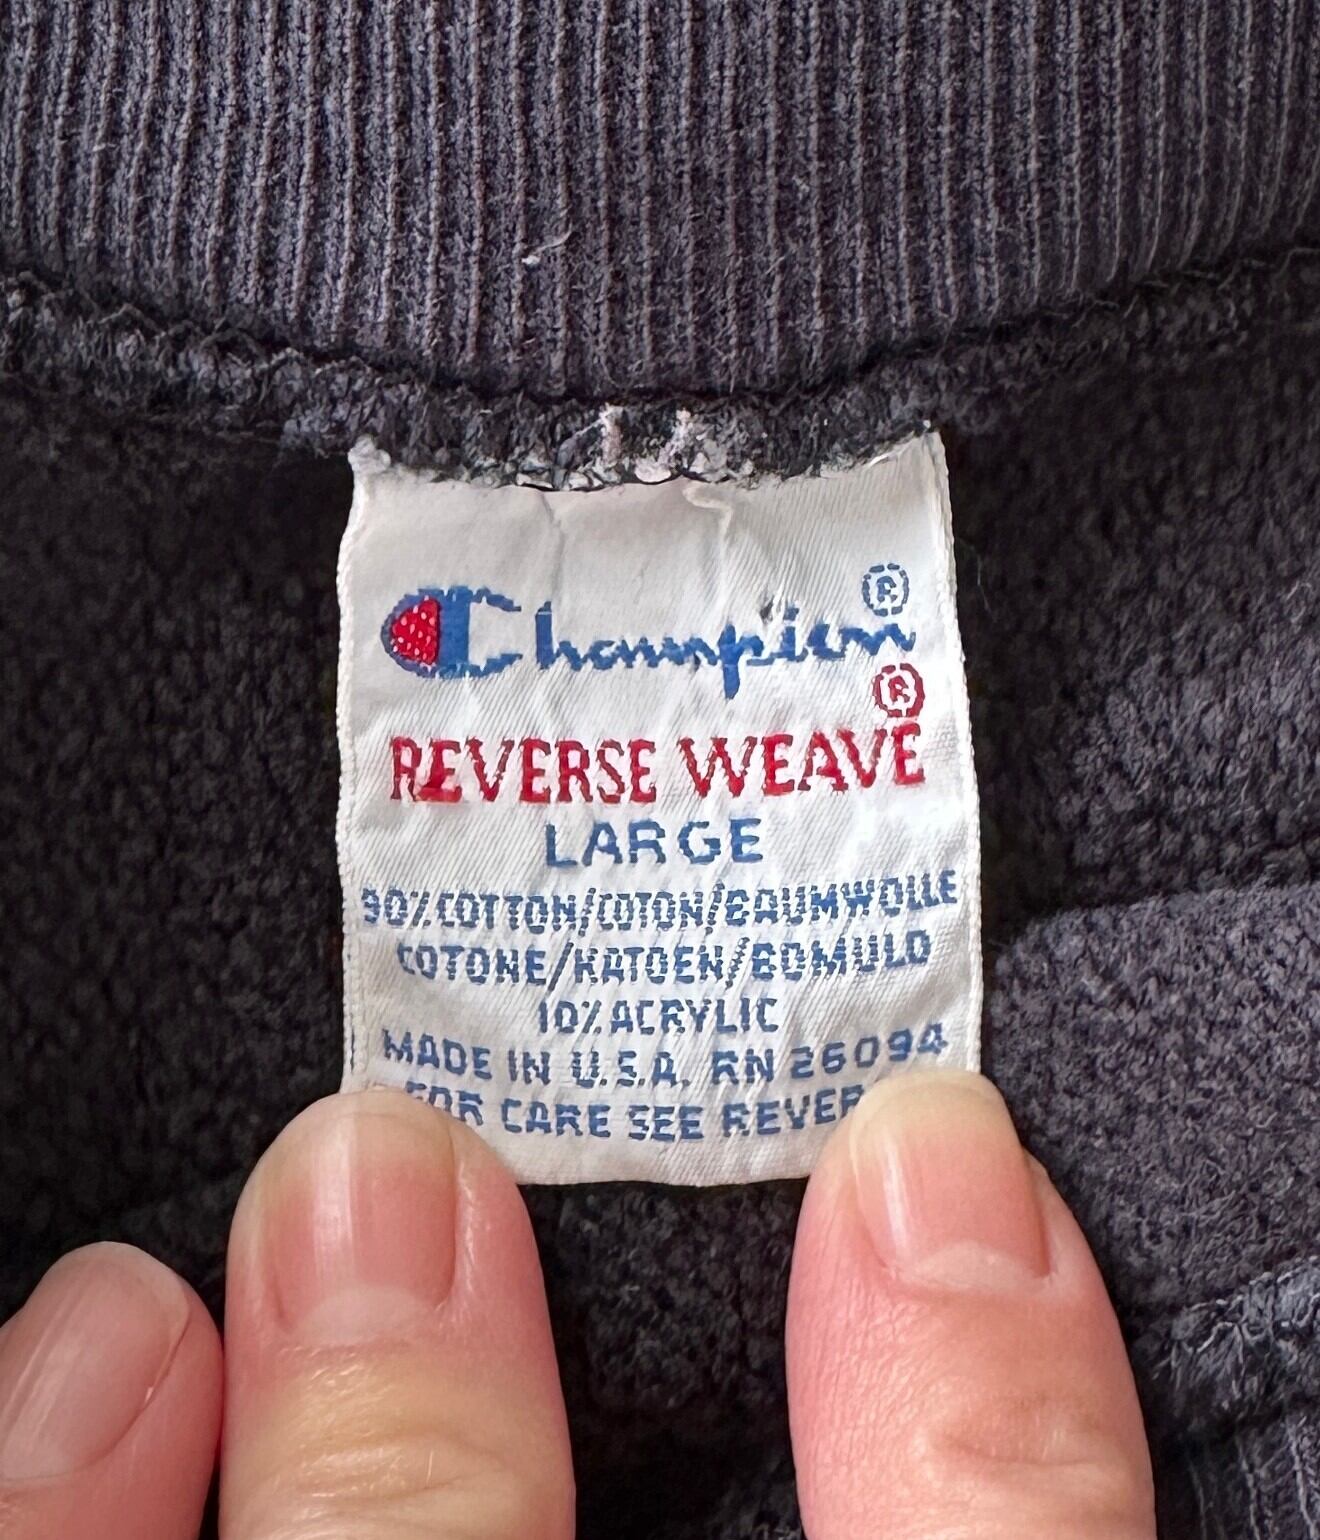 Champion ®
®
REVERSE WEAVE
LARGE
90% COTTON/COTON/BAUMWOLLE
COTONE/KATOEN/BOMULD
10% ACRYLIC
MADE IN U.S.A. RN 26094
FOR CARE SEE REVER